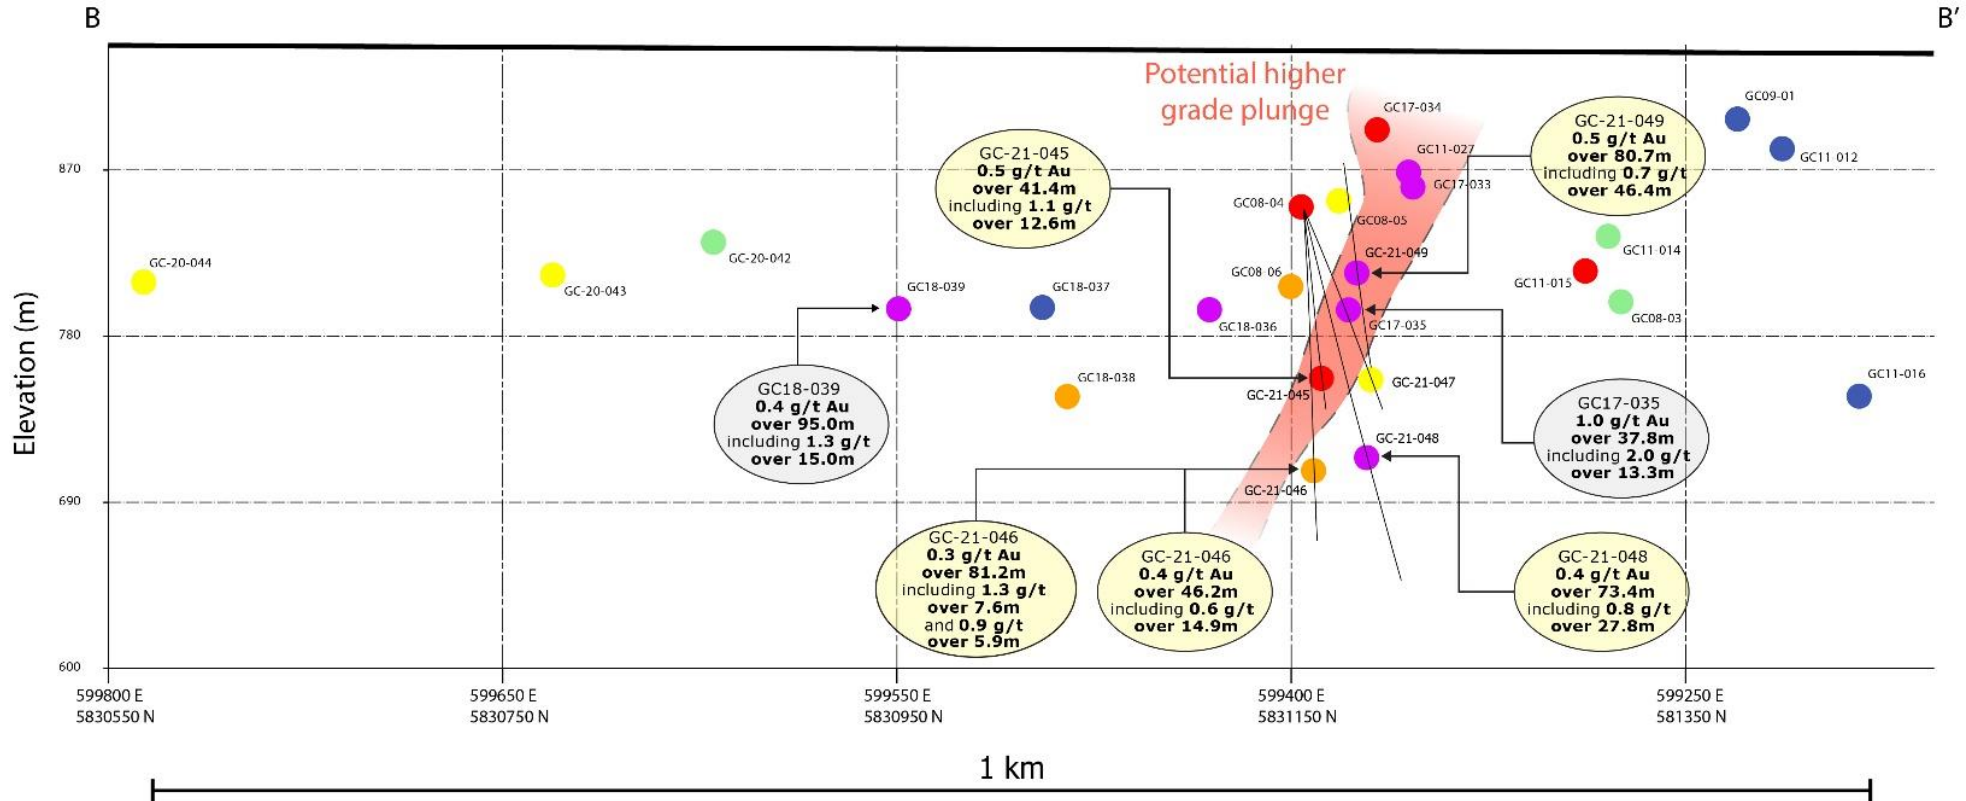 B
B'
Potential higher
grade plunge
GC17-034
GC09-01
GC11-012
GC-21-049
0.5 g/t Au
over 80.7m
including 0.7 g/t
over 46.4m
GC-21-045
0.5 g/t Au
over 41.4m
including 1.1 g/t
over 12.6m
870
GC11-027
GC17-033
GC08-04
GC08-05
GC-20-044
GC-20-043
GC-20-042
GC-21-049
GC08-06
GC11-014
GC11-015
GC08-03
GC18-039
GC18-037
GC18-036
GC17-035
Elevation (m)
780
GC18-038
GC-21-045
GC-21-047
GC11-016
GC18-039
0.4 g/t Au
over 95.0m
including 1.3 g/t
over 15.0m
GC17-035
1.0 g/t Au
over 37.8m
including 2.0 g/t
over 13.3m
GC-21-048
GC-21-046
690
GC-21-046
0.3 g/t Au
over 81.2m
including 1.3 g/t
over 7.6m
and 0.9 g/t
over 5.9m
GC-21-046
0.4 g/t Au
over 46.2m
including 0.6 g/t
over 14.9m
GC-21-048
0.4 g/t Au
over 73.4m
including 0.8 g/t
over 27.8m
600
599800 E
5830550 N
599650 E
5830750 N
599550 E
5830950 N
599400 E
5831150 N
599250 E
581350 N
1 km